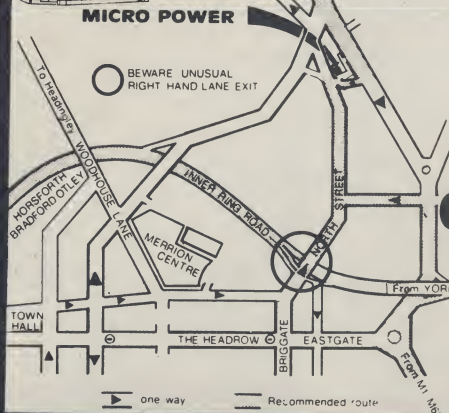 MICRO POWER
BEWARE UNUSUAL
RIGHT HAND LANE EXIT
To Headingley
WOODHOUSE LANE
HORSFORTH
BRADFORD OTLEY
INNER RING ROAD
NORTH STREET
MERRION
CENTRE
From YORK
TOWN
HALL
THE HEADROW
BRIGGATE
EASTGATE
From M1 M62
one way
Recommended route